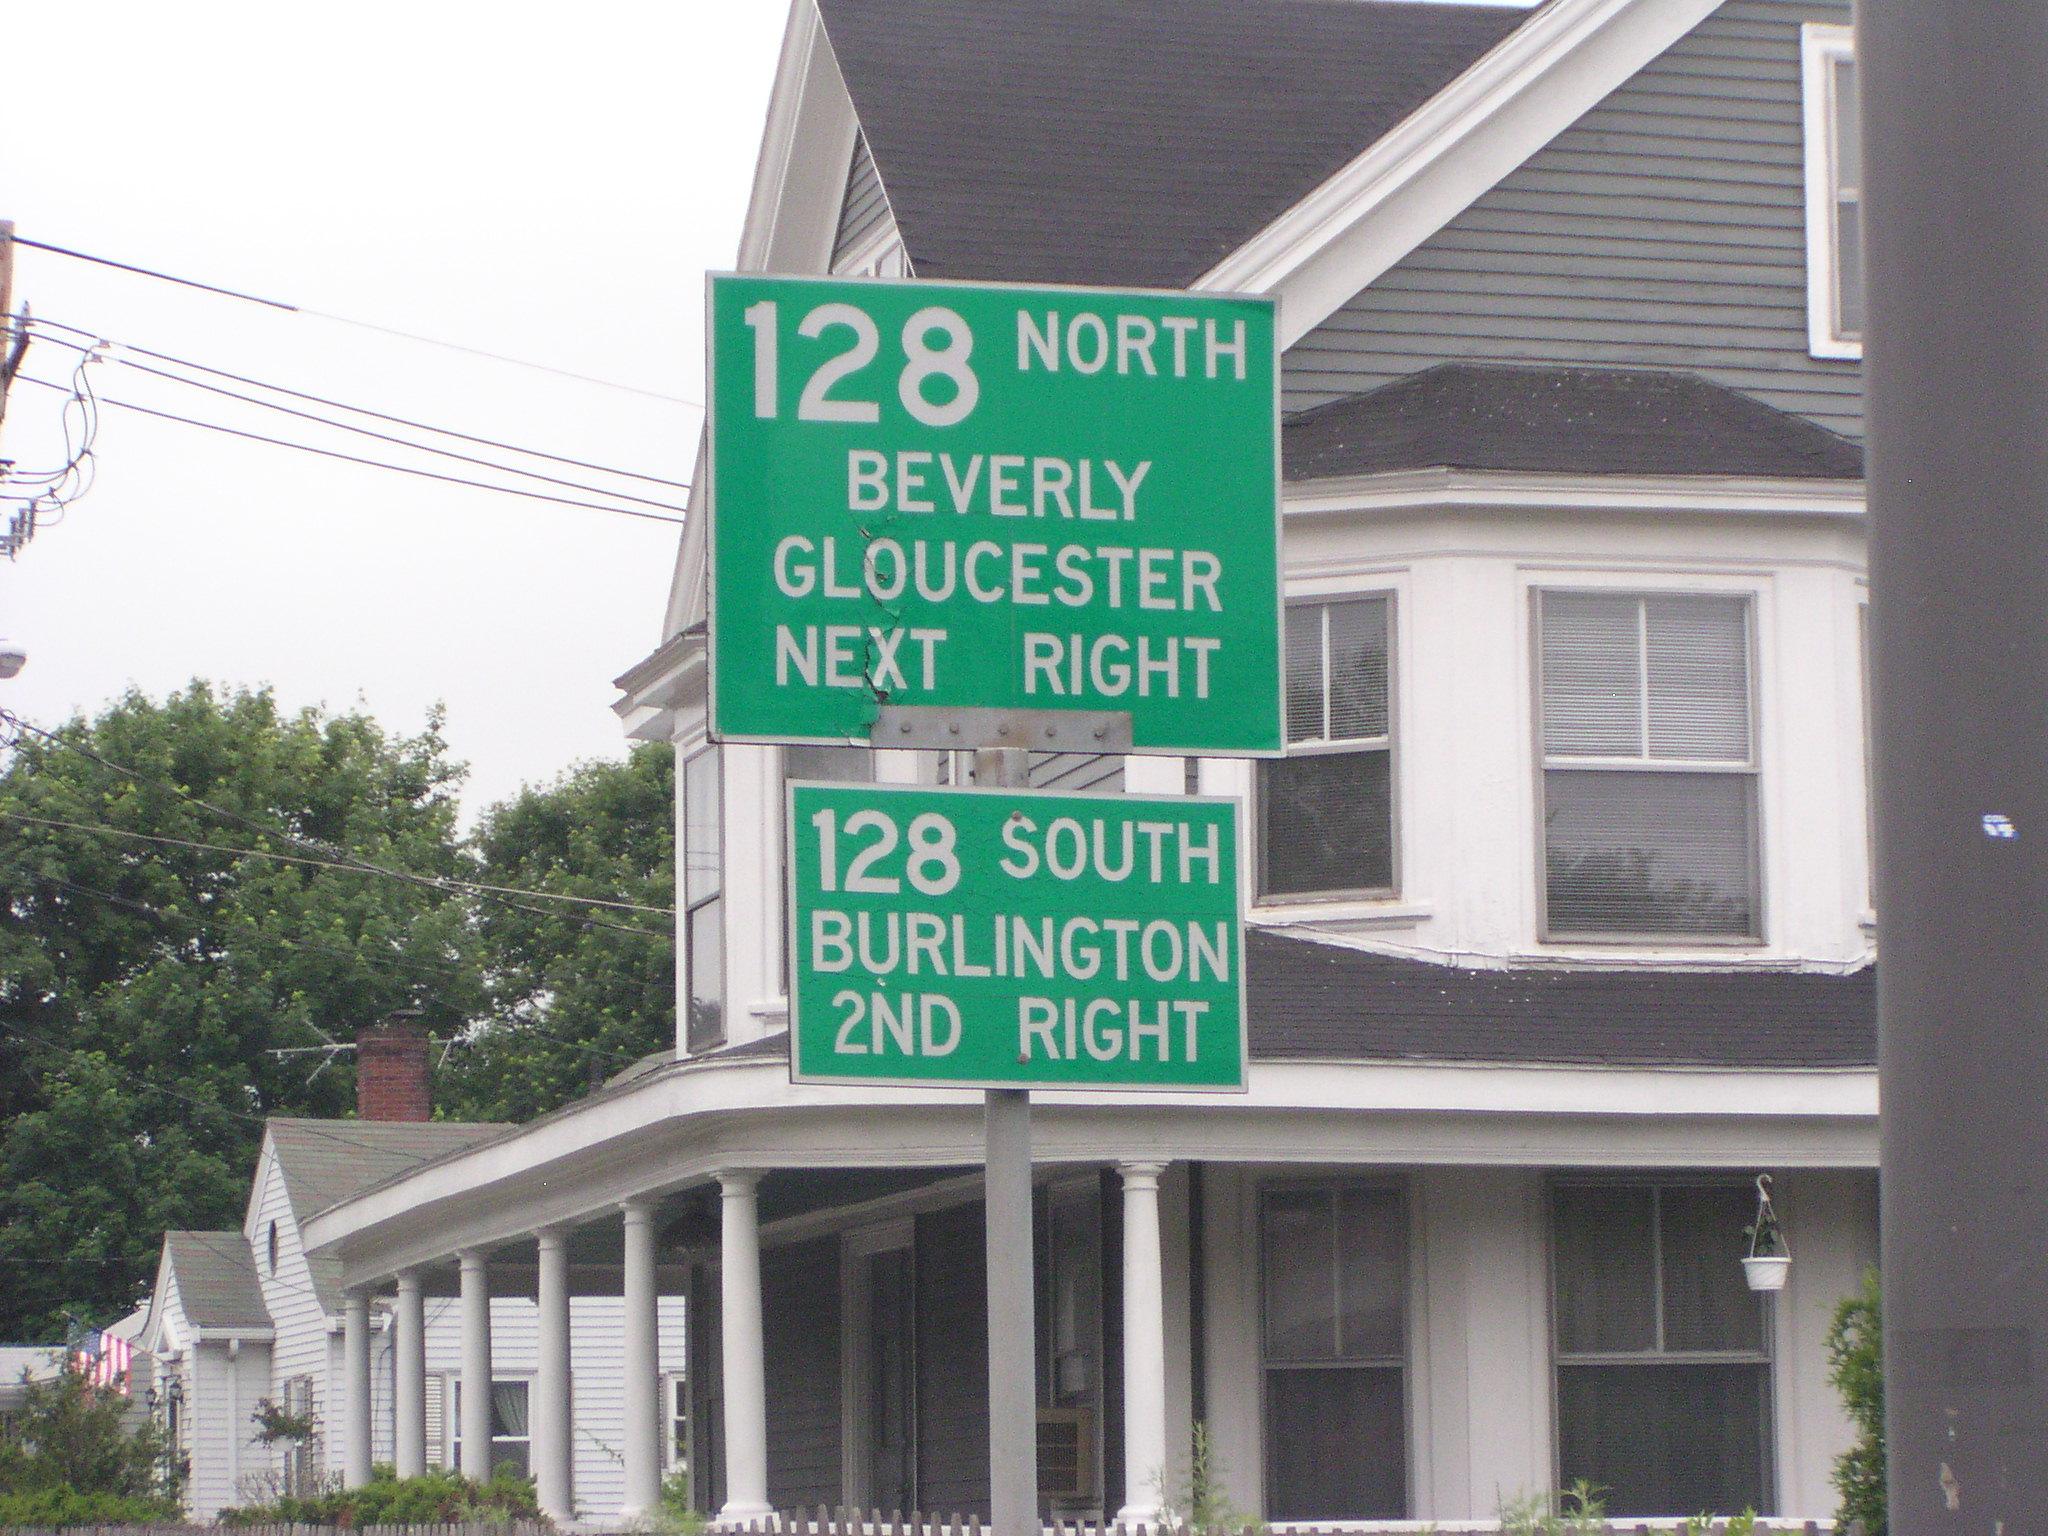 128 NORTH
BEVERLY
GLOUCESTER
NEXT RIGHT
128 SOUTH
BURLINGTON
2ND RIGHT